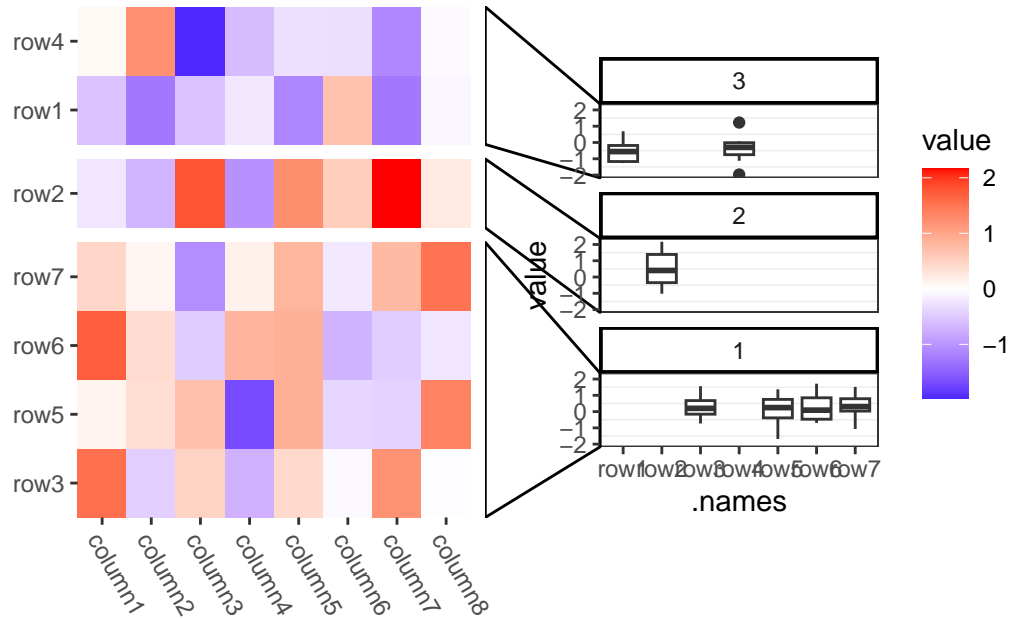 row4
row1
row2
row7
row6
row5
row3
column1
column2
column3
column4
column5
column6
column7
column8
value
3
2
1
0
−1
−2
2
2
1
0
−1
−2
1
2
1
0
−1
−2
row1
row2
row3
row4
row5
row6
row7
.names
value
2
1
0
−1